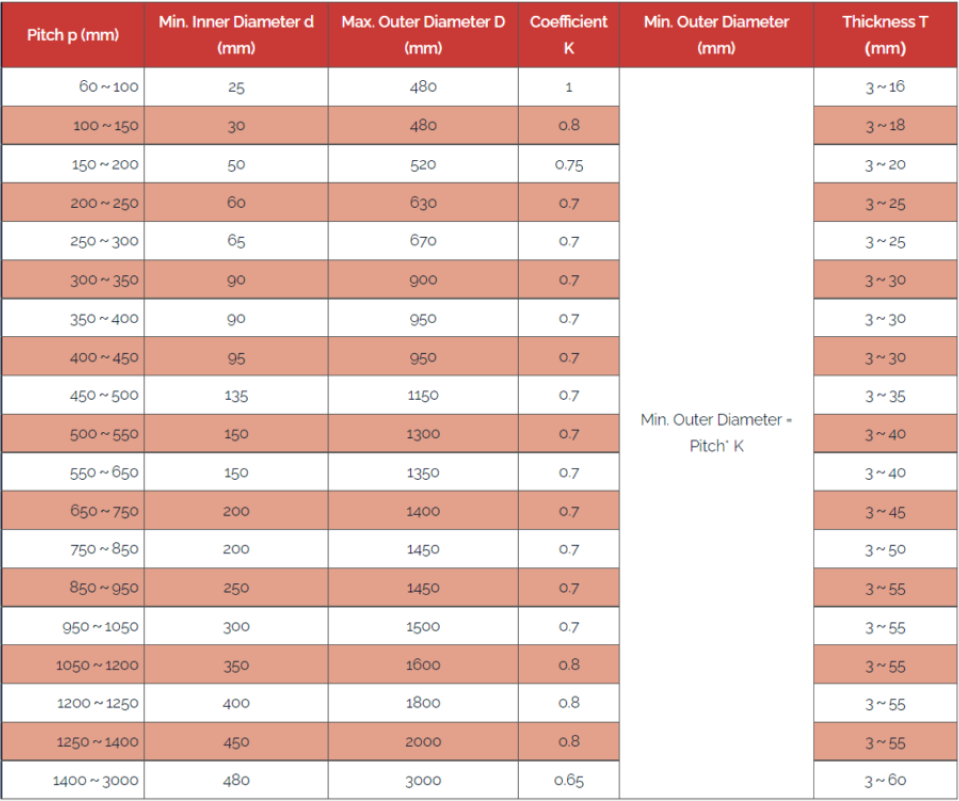 Pitch p (mm) Min. Inner Diameter d (mm) Max. Outer Diameter D (mm) Coefficient K Min. Outer Diameter (mm) Thickness T (mm)
60 ~ 100 25 480 1 3 ~ 16
100 ~ 150 30 480 0.8 3 ~ 18
150 ~ 200 50 520 0.75 3 ~ 20
200 ~ 250 60 630 0.7 3 ~ 25
250 ~ 300 65 670 0.7 3 ~ 25
300 ~ 350 90 900 0.7 3 ~ 30
350 ~ 400 90 950 0.7 3 ~ 30
400 ~ 450 95 950 0.7 3 ~ 30
450 ~ 500 135 1150 0.7 3 ~ 35
500 ~ 550 150 1300 0.7 Min. Outer Diameter = Pitch* K 3 ~ 40
550 ~ 650 150 1350 0.7 3 ~ 40
650 ~ 750 200 1400 0.7 3 ~ 45
750 ~ 850 200 1450 0.7 3 ~ 50
850 ~ 950 250 1450 0.7 3 ~ 55
950 ~ 1050 300 1500 0.7 3 ~ 55
1050 ~ 1200 350 1600 0.8 3 ~ 55
1200 ~ 1250 400 1800 0.8 3 ~ 55
1250 ~ 1400 450 2000 0.8 3 ~ 55
1400 ~ 3000 480 3000 0.65 3 ~ 60